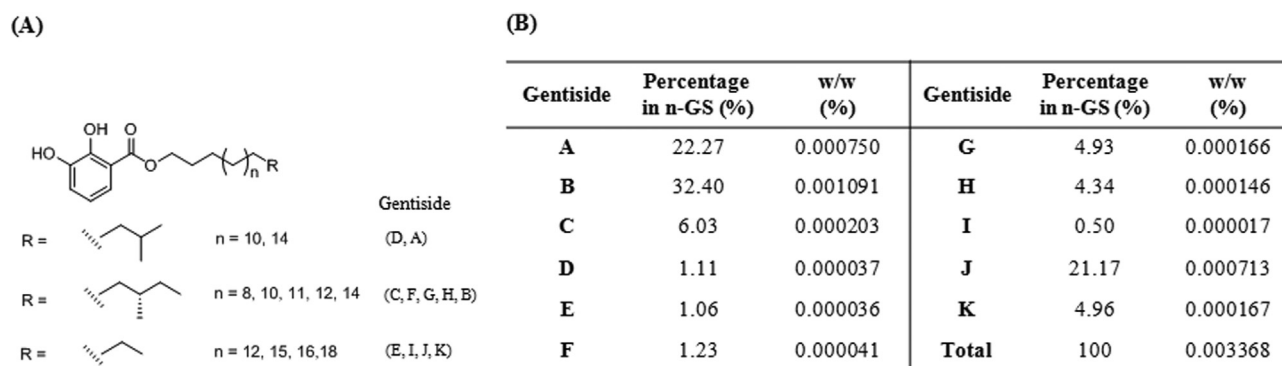 (A)
OH
HO
O
O
n
R
Gentiside
R = n = 10, 14 (D, A)
R = n = 8, 10, 11, 12, 14 (C, F, G, H, B)
R = n = 12, 15, 16,18 (E, I, J, K)
(B)
Gentiside Percentage in n-GS (%) w/w (%) Gentiside Percentage in n-GS (%) w/w (%)
A 22.27 0.000750 G 4.93 0.000166
B 32.40 0.001091 H 4.34 0.000146
C 6.03 0.000203 I 0.50 0.000017
D 1.11 0.000037 J 21.17 0.000713
E 1.06 0.000036 K 4.96 0.000167
F 1.23 0.000041 Total 100 0.003368